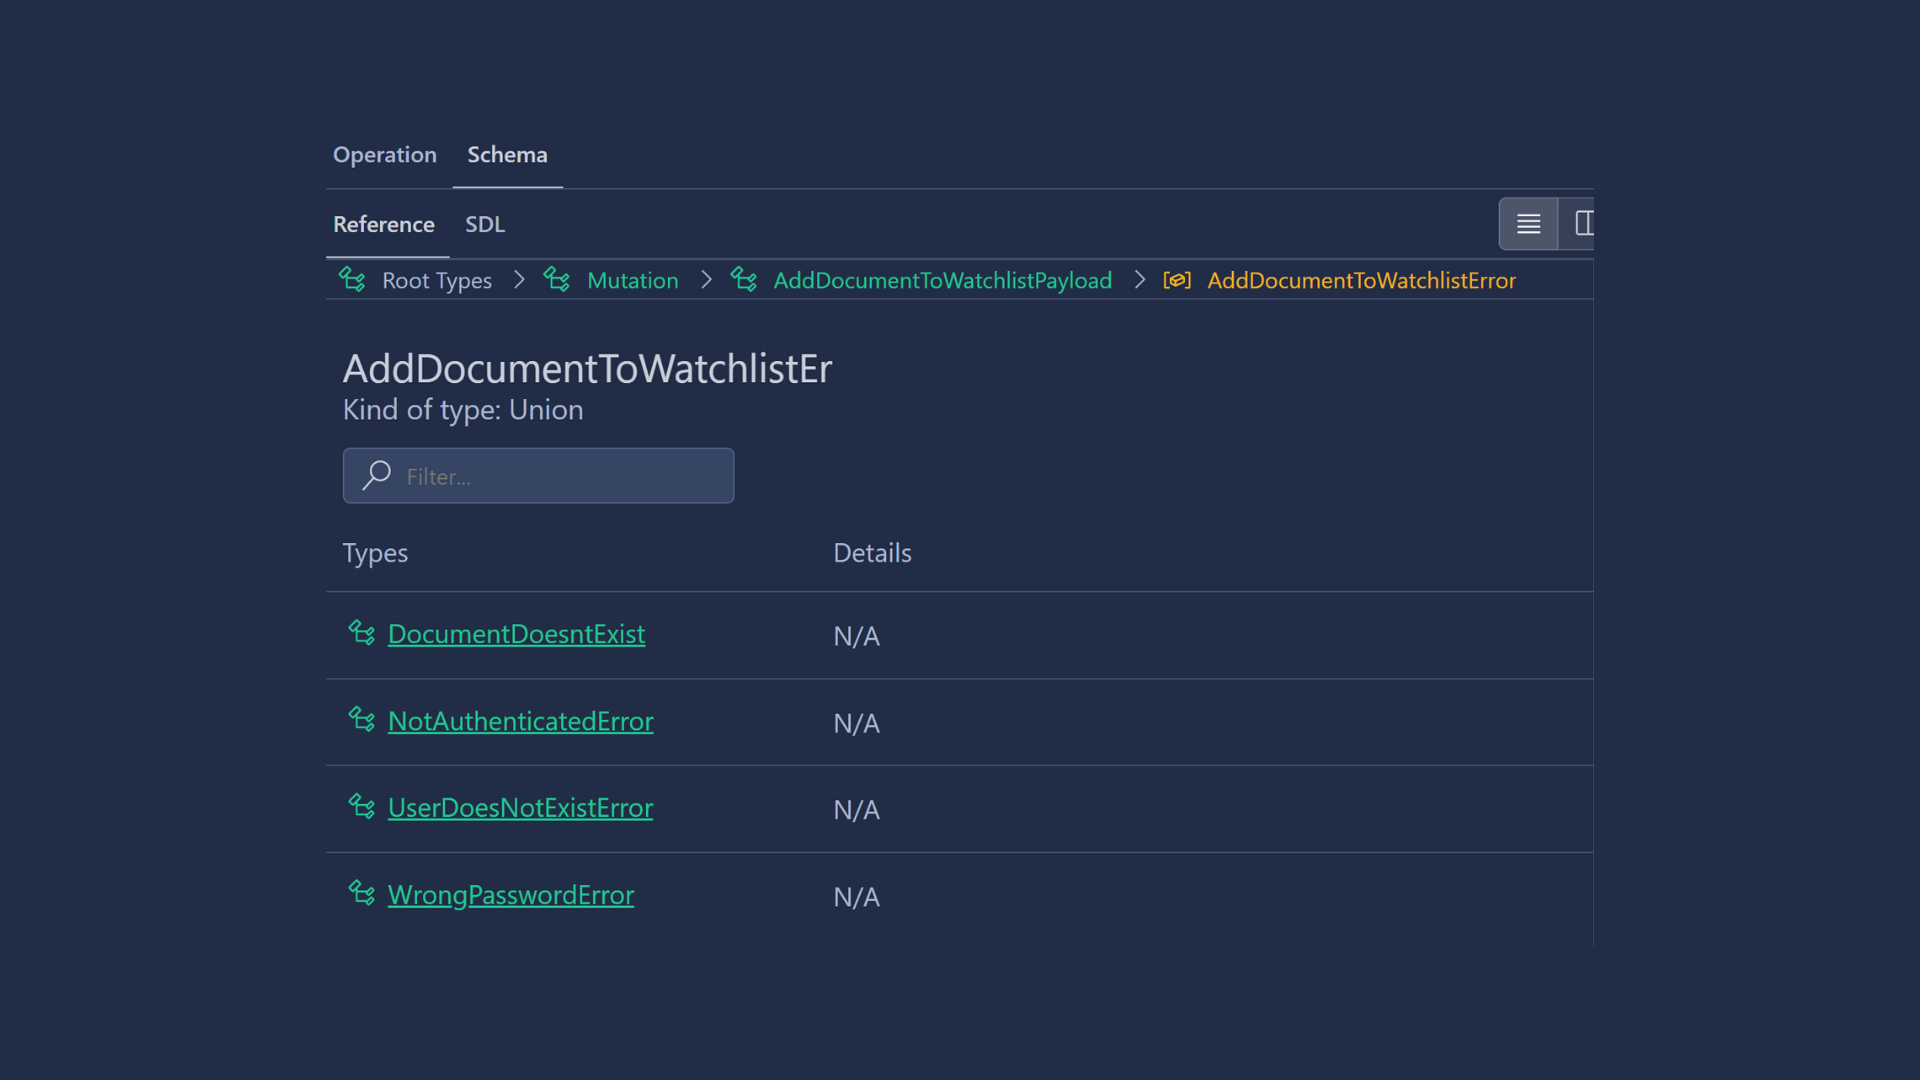 Operation Schema
Reference SDL
Root Types Mutation AddDocumentToWatchlistPayload AddDocumentToWatchlistError
AddDocumentToWatchlistEr
Kind of type: Union
Filter...
Types Details
DocumentDoesntExist N/A
NotAuthenticatedError N/A
UserDoesNotExistError N/A
WrongPasswordError N/A